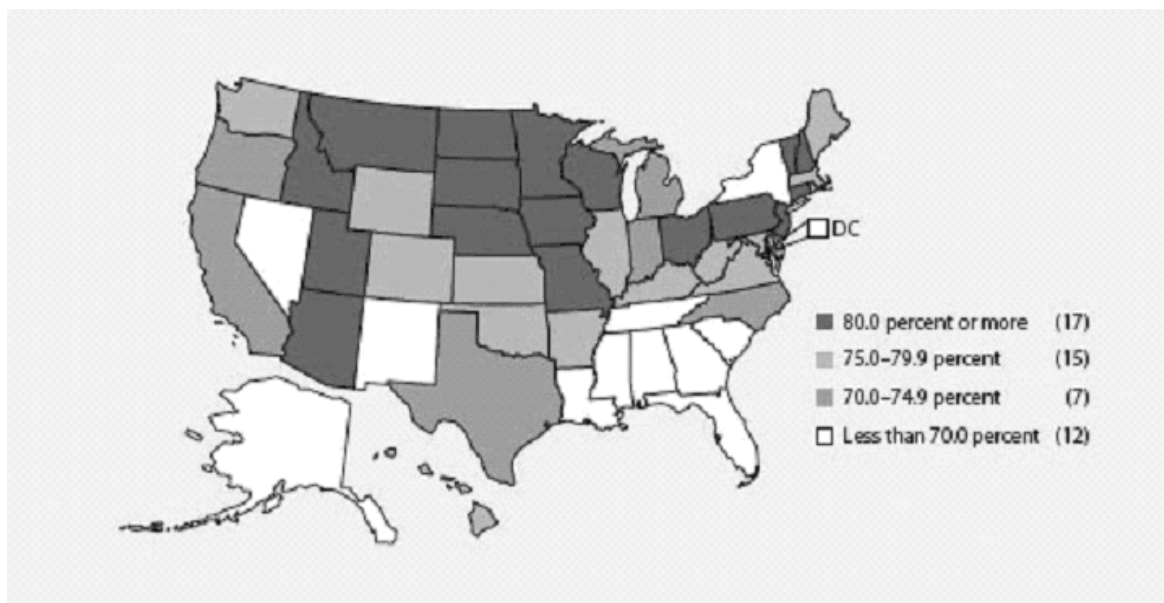 DC
80.0 percent or more (17)
75.0–79.9 percent (15)
70.0–74.9 percent (7)
Less than 70.0 percent (12)